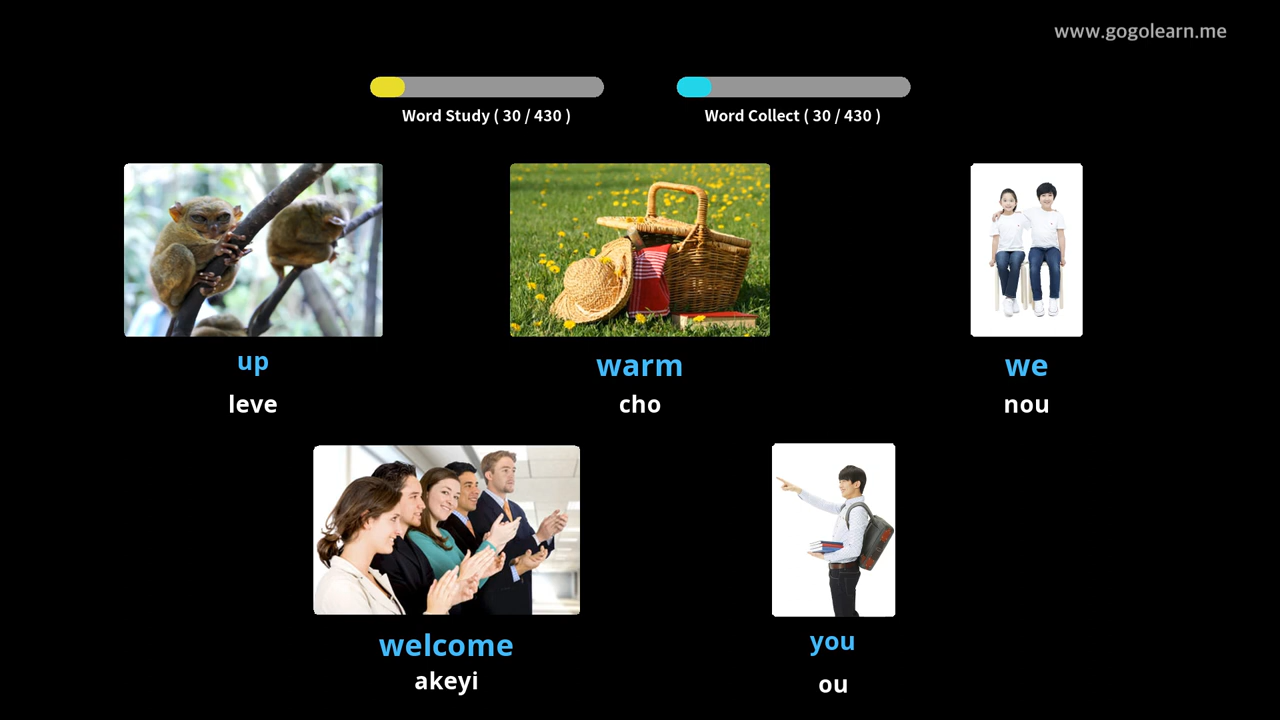 www.gogolearn.me
Word Study ( 30 / 430 )
Word Collect ( 30 / 430 )
up
leve
warm
cho
we
nou
welcome
akeyi
you
ou